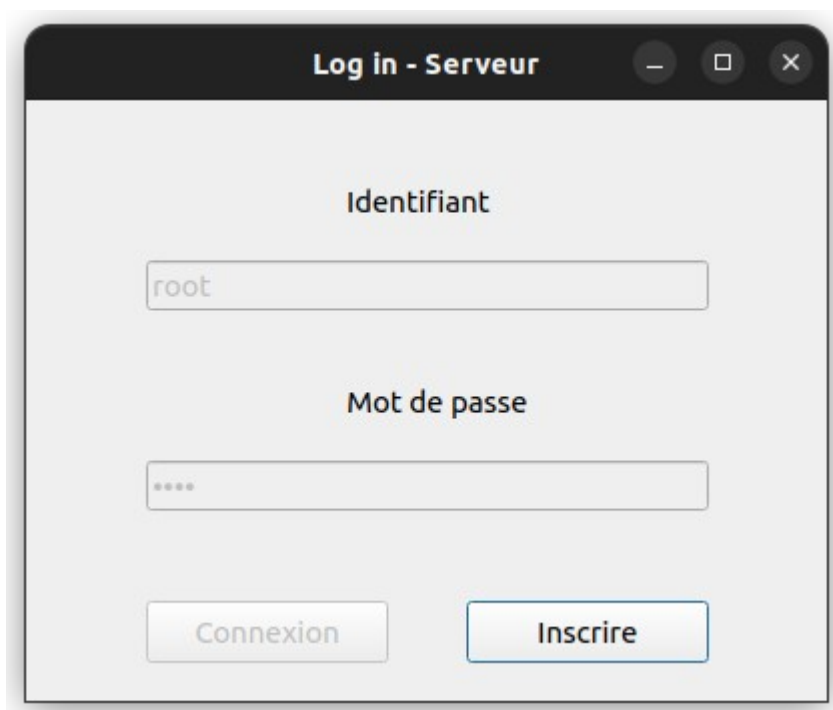 Log in - Serveur
Identifiant
root
Mot de passe
••••
Connexion Inscrire